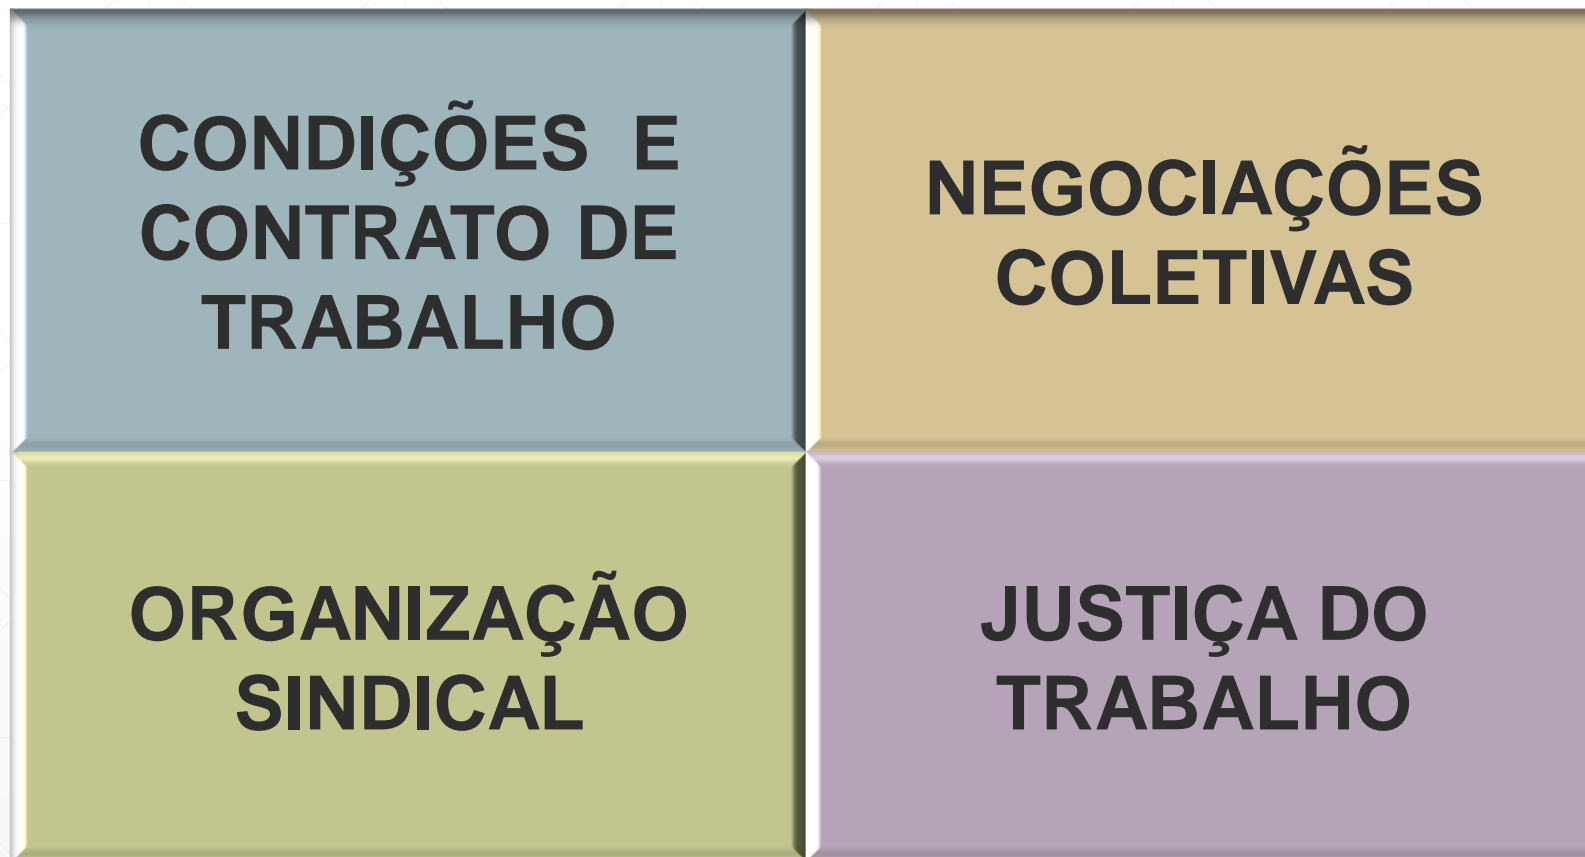 CONDIÇÕES E
CONTRATO DE
TRABALHO
NEGOCIAÇÕES
COLETIVAS
ORGANIZAÇÃO
SINDICAL
JUSTIÇA DO
TRABALHO